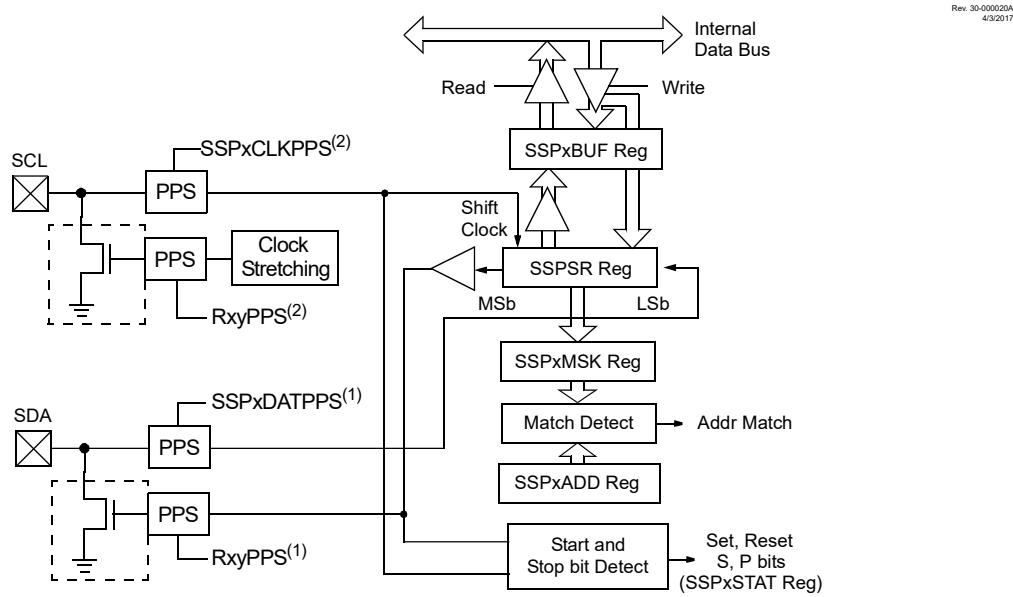 Rev. 30-000020A
4/3/2017
Internal
Data Bus
Read
Write
SSPxBUF Reg
SSPxCLKPPS(2)
SCL
PPS
Shift
Clock
PPS
Clock
Stretching
SSPSR Reg
MSb
LSb
RxyPPS(2)
SSPxMSK Reg
SSPxDATPPS(1)
SDA
Match Detect
Addr Match
PPS
SSPxADD Reg
PPS
RxyPPS(1)
Start and
Stop bit Detect
Set, Reset
S, P bits
(SSPxSTAT Reg)